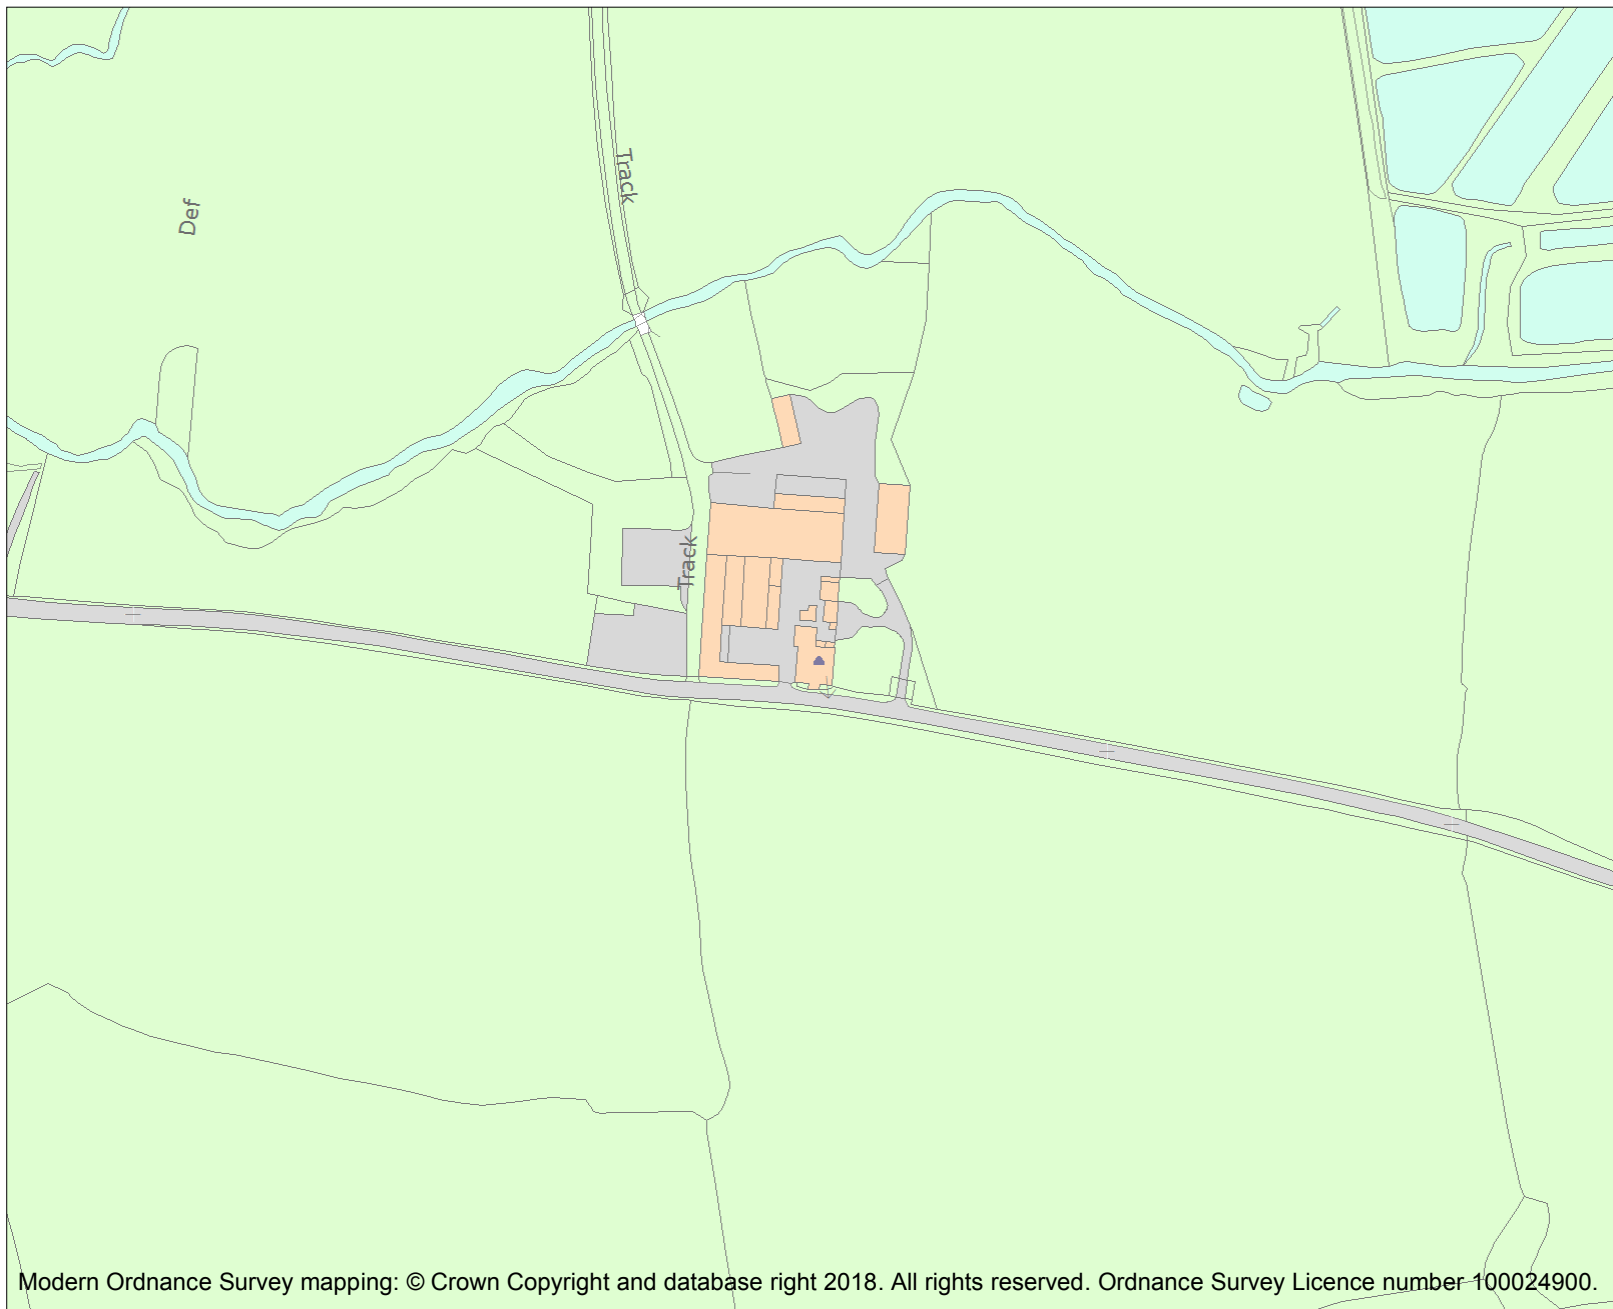 Track
Def
Track
Modern Ordnance Survey mapping: © Crown Copyright and database right 2018. All rights reserved. Ordnance Survey Licence number 100024900.